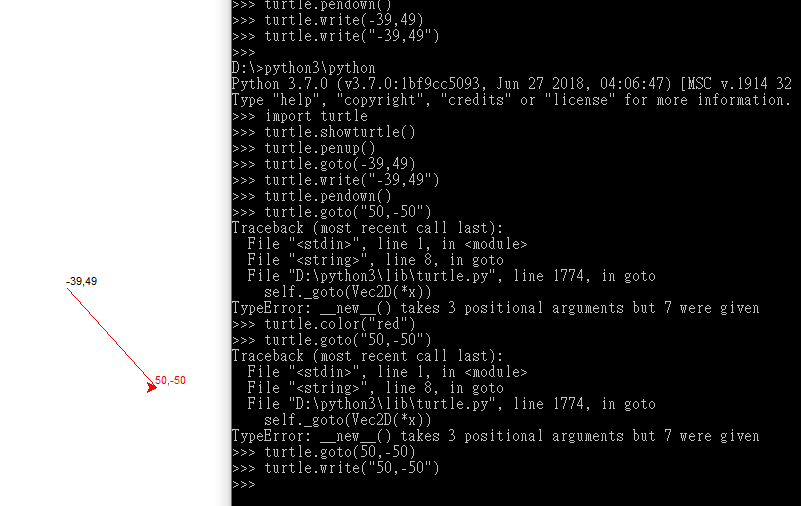 >>> turtle.pendown()
>>> turtle.write(-39,49)
>>> turtle.write("-39,49")
>>>
D:\>python3\python
Python 3.7.0 (v3.7.0:1bf9cc5093, Jun 27 2018, 04:06:47) [MSC v.1914 32
Type "help", "copyright", "credits" or "license" for more information.
>>> import turtle
>>> turtle.showturtle()
>>> turtle.penup()
>>> turtle.goto(-39,49)
>>> turtle.write("-39,49")
>>> turtle.pendown()
>>> turtle.goto("50,-50")
Traceback (most recent call last):
  File "<stdin>", line 1, in <module>
  File "<string>", line 8, in goto
  File "D:\python3\lib\turtle.py", line 1774, in goto
    self._goto(Vec2D(*x))
TypeError: __new__() takes 3 positional arguments but 7 were given
>>> turtle.color("red")
>>> turtle.goto("50,-50")
Traceback (most recent call last):
  File "<stdin>", line 1, in <module>
  File "<string>", line 8, in goto
  File "D:\python3\lib\turtle.py", line 1774, in goto
    self._goto(Vec2D(*x))
TypeError: __new__() takes 3 positional arguments but 7 were given
>>> turtle.goto(50,-50)
>>> turtle.write("50,-50")
>>>
-39,49
50,-50